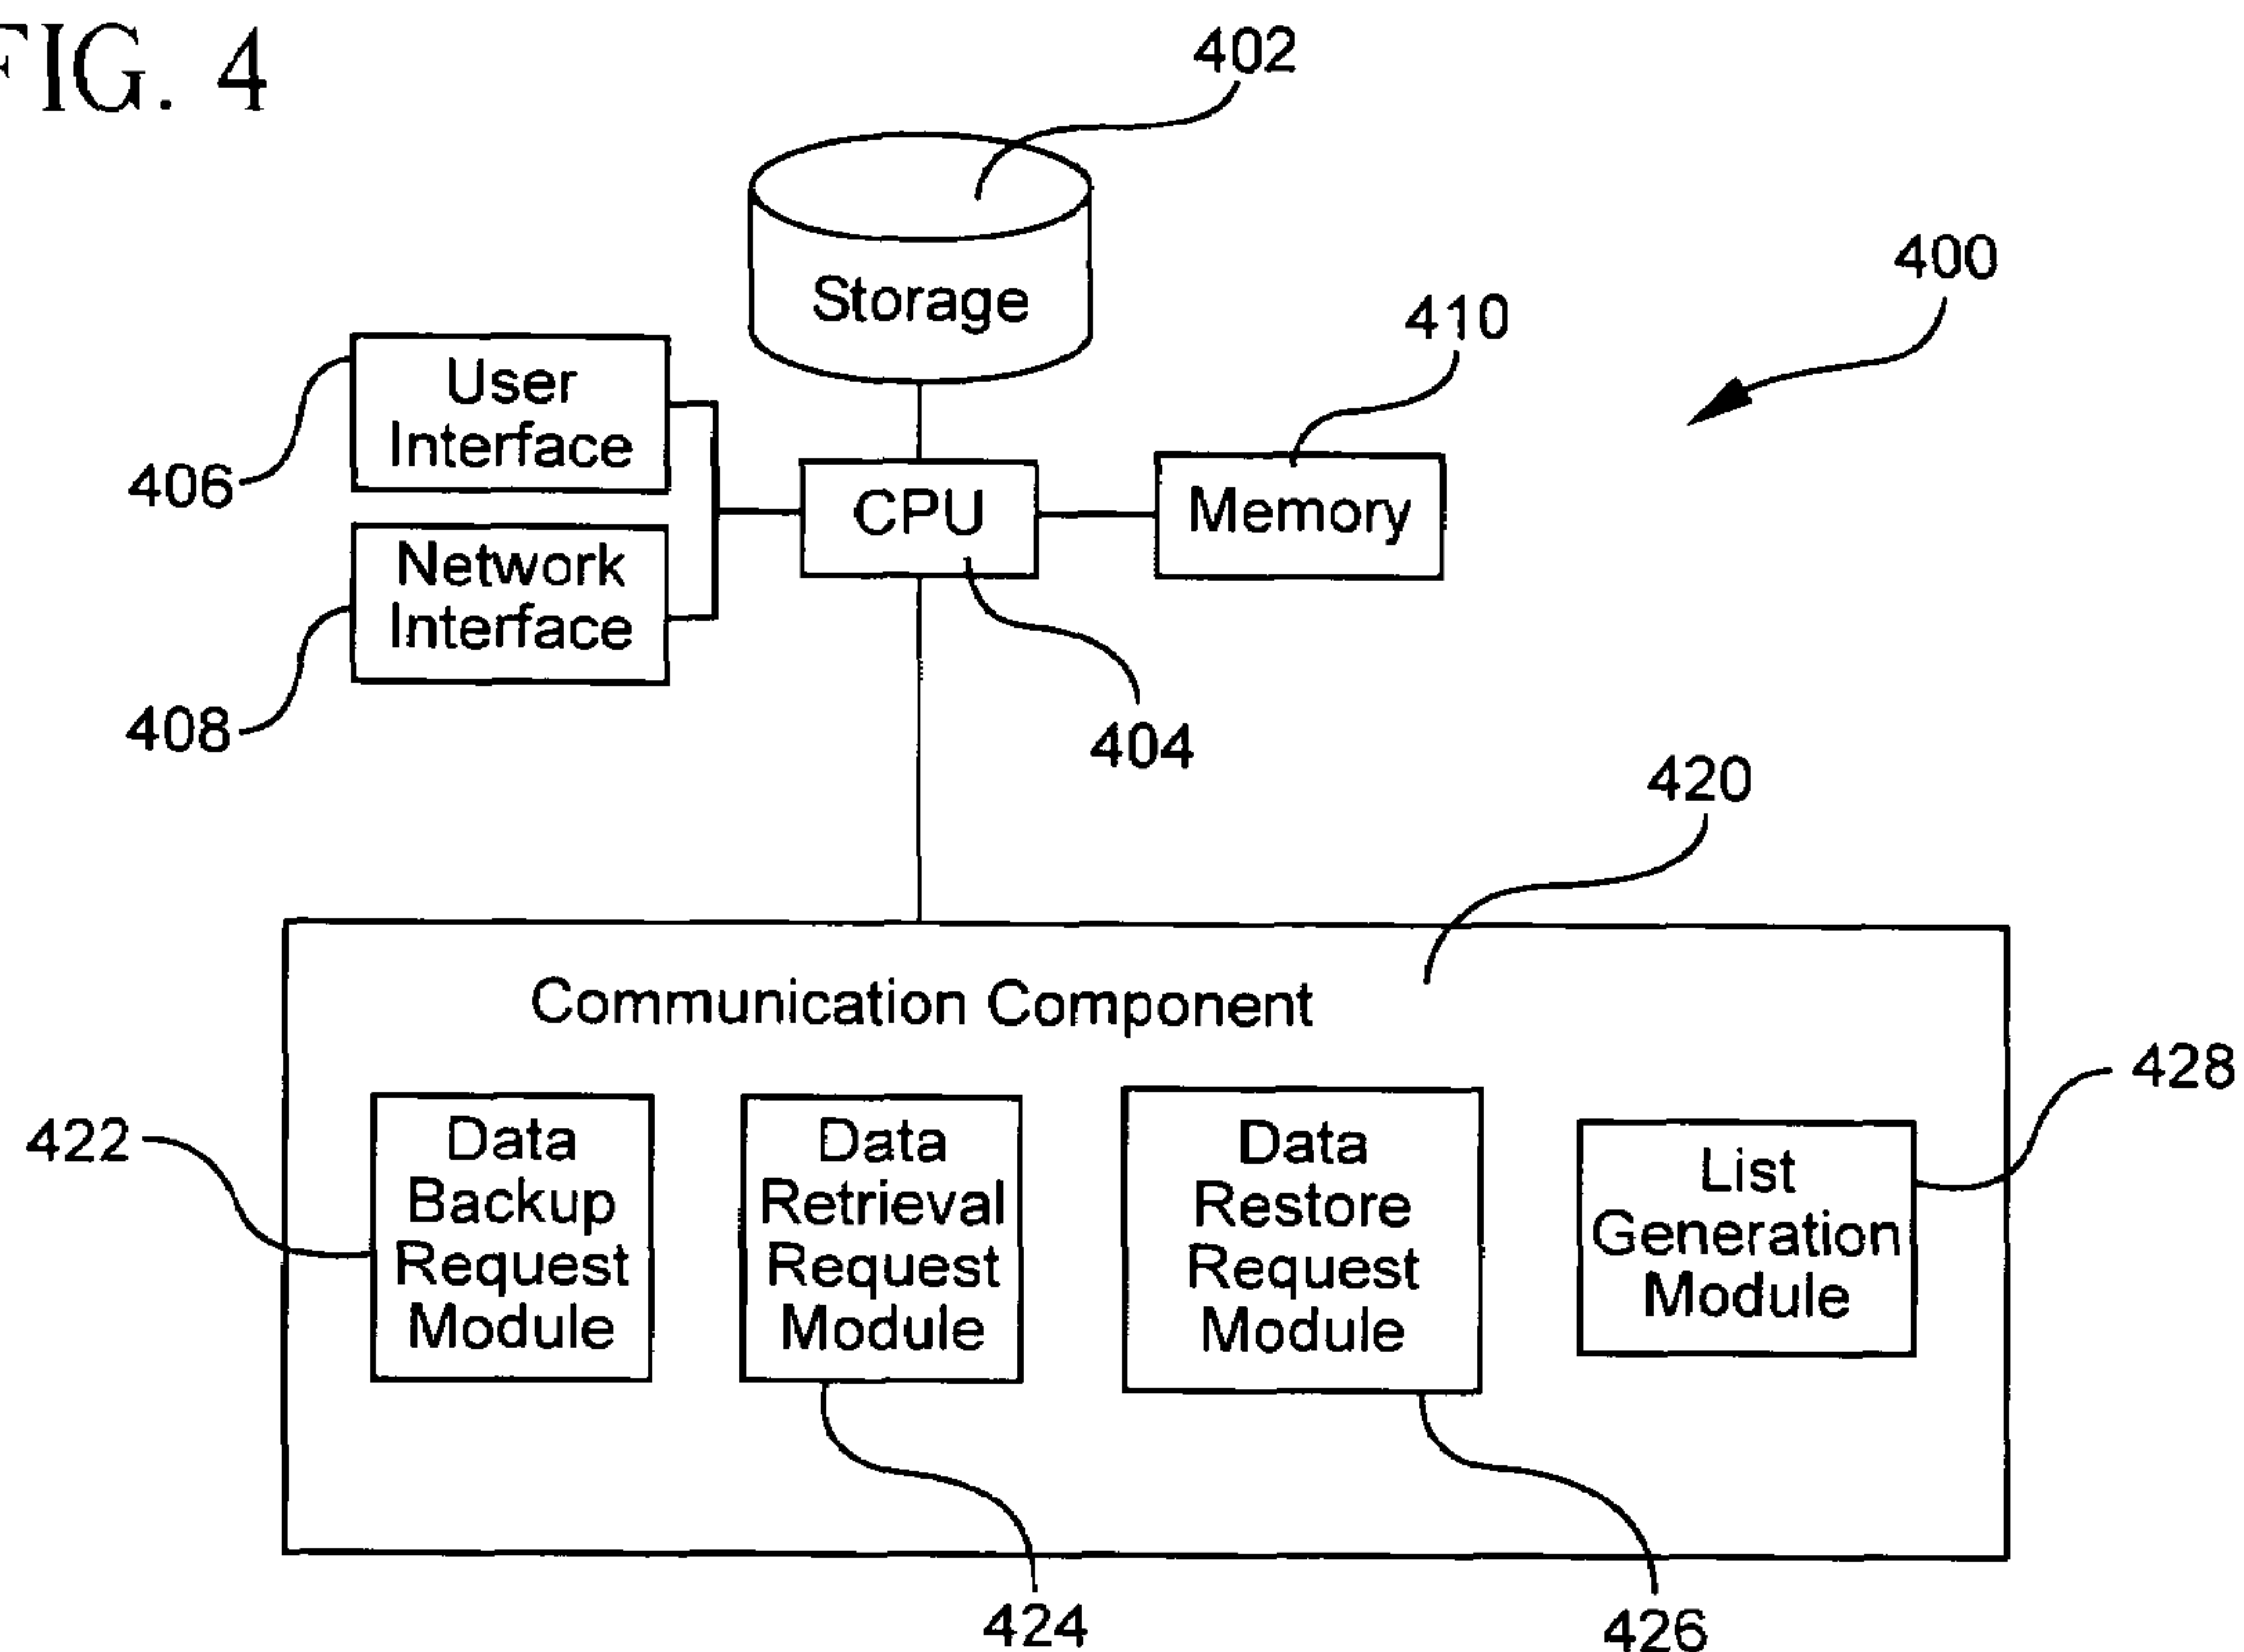 FIG. 4
402
Storage
400
410
User
Interface
406
CPU
Memory
Network
Interface
408
404
420
Communication Component
428
422
Data
Backup
Request
Module
Data
Retrieval
Request
Module
Data
Restore
Request
Module
List
Generation
Module
424
426